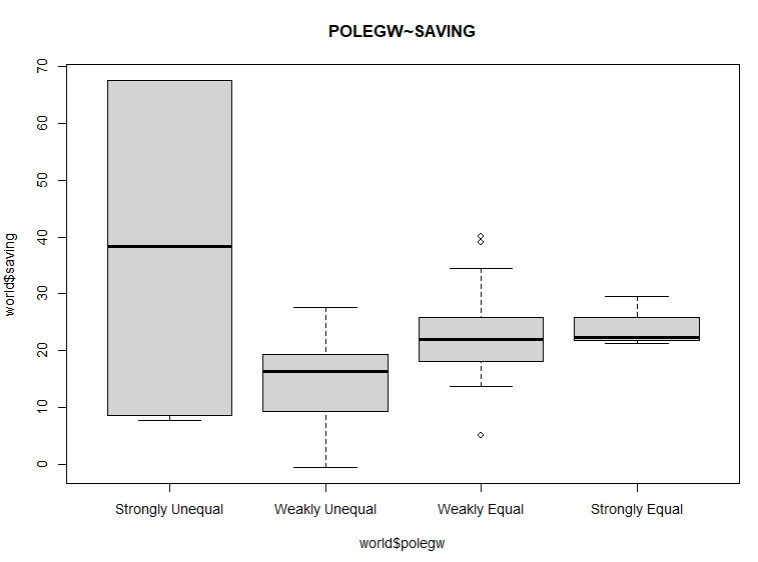 POLEGW~SAVING
world$saving
70
60
50
40
30
20
10
0
Strongly Unequal
Weakly Unequal
Weakly Equal
Strongly Equal
world$polegw